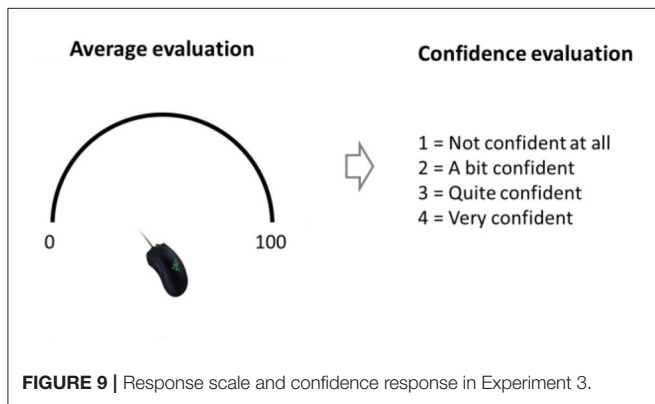 Average evaluation
0
100
Confidence evaluation
1 = Not confident at all
2 = A bit confident
3 = Quite confident
4 = Very confident
FIGURE 9 | Response scale and confidence response in Experiment 3.